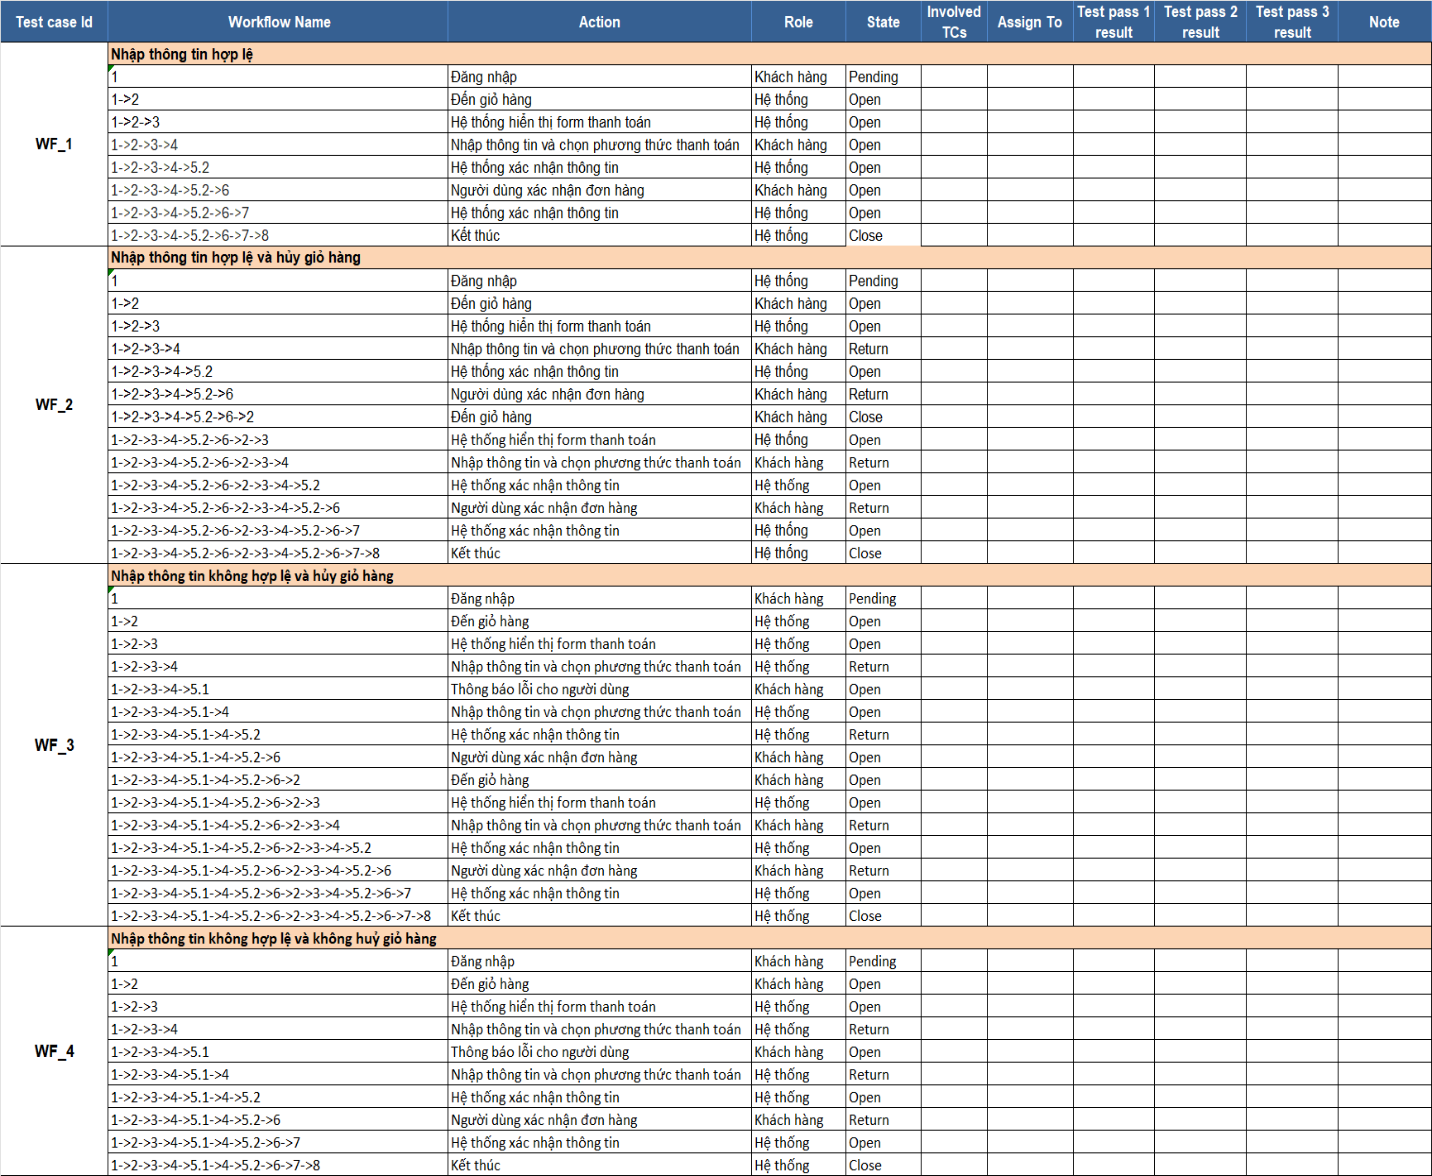 Test case Id Workflow Name Action Role State Involved TCs Assign To Test pass 1 result Test pass 2 result Test pass 3 result Note
WF_1
Nhập thông tin hợp lệ
1 Đăng nhập Khách hàng Pending
1->2 Đến giỏ hàng Hệ thống Open
1->2->3 Hệ thống hiển thị form thanh toán Hệ thống Open
1->2->3->4 Nhập thông tin và chọn phương thức thanh toán Khách hàng Open
1->2->3->4->5.2 Hệ thống xác nhận thông tin Hệ thống Open
1->2->3->4->5.2->6 Người dùng xác nhận đơn hàng Khách hàng Open
1->2->3->4->5.2->6->7 Hệ thống xác nhận thông tin Hệ thống Open
1->2->3->4->5.2->6->7->8 Kết thúc Hệ thống Close
WF_2
Nhập thông tin hợp lệ và hủy giỏ hàng
1 Đăng nhập Hệ thống Pending
1->2 Đến giỏ hàng Khách hàng Open
1->2->3 Hệ thống hiển thị form thanh toán Hệ thống Open
1->2->3->4 Nhập thông tin và chọn phương thức thanh toán Khách hàng Return
1->2->3->4->5.2 Hệ thống xác nhận thông tin Hệ thống Open
1->2->3->4->5.2->6 Người dùng xác nhận đơn hàng Khách hàng Return
1->2->3->4->5.2->6->2 Đến giỏ hàng Khách hàng Close
1->2->3->4->5.2->6->2->3 Hệ thống hiển thị form thanh toán Hệ thống Open
1->2->3->4->5.2->6->2->3->4 Nhập thông tin và chọn phương thức thanh toán Khách hàng Return
1->2->3->4->5.2->6->2->3->4->5.2 Hệ thống xác nhận thông tin Hệ thống Open
1->2->3->4->5.2->6->2->3->4->5.2->6 Người dùng xác nhận đơn hàng Khách hàng Return
1->2->3->4->5.2->6->2->3->4->5.2->6->7 Hệ thống xác nhận thông tin Hệ thống Open
1->2->3->4->5.2->6->2->3->4->5.2->6->7->8 Kết thúc Hệ thống Close
WF_3
Nhập thông tin không hợp lệ và hủy giỏ hàng
1 Đăng nhập Khách hàng Pending
1->2 Đến giỏ hàng Hệ thống Open
1->2->3 Hệ thống hiển thị form thanh toán Hệ thống Open
1->2->3->4 Nhập thông tin và chọn phương thức thanh toán Hệ thống Return
1->2->3->4->5.1 Thông báo lỗi cho người dùng Khách hàng Open
1->2->3->4->5.1->4 Nhập thông tin và chọn phương thức thanh toán Hệ thống Open
1->2->3->4->5.1->4->5.2 Hệ thống xác nhận thông tin Hệ thống Return
1->2->3->4->5.1->4->5.2->6 Người dùng xác nhận đơn hàng Khách hàng Open
1->2->3->4->5.1->4->5.2->6->2 Đến giỏ hàng Khách hàng Open
1->2->3->4->5.1->4->5.2->6->2->3 Hệ thống hiển thị form thanh toán Hệ thống Open
1->2->3->4->5.1->4->5.2->6->2->3->4 Nhập thông tin và chọn phương thức thanh toán Khách hàng Return
1->2->3->4->5.1->4->5.2->6->2->3->4->5.2 Hệ thống xác nhận thông tin Hệ thống Open
1->2->3->4->5.1->4->5.2->6->2->3->4->5.2->6 Người dùng xác nhận đơn hàng Khách hàng Return
1->2->3->4->5.1->4->5.2->6->2->3->4->5.2->6->7 Hệ thống xác nhận thông tin Hệ thống Open
1->2->3->4->5.1->4->5.2->6->2->3->4->5.2->6->7->8 Kết thúc Hệ thống Close
WF_4
Nhập thông tin không hợp lệ và không huỷ giỏ hàng
1 Đăng nhập Khách hàng Pending
1->2 Đến giỏ hàng Khách hàng Open
1->2->3 Hệ thống hiển thị form thanh toán Hệ thống Open
1->2->3->4 Nhập thông tin và chọn phương thức thanh toán Hệ thống Return
1->2->3->4->5.1 Thông báo lỗi cho người dùng Khách hàng Open
1->2->3->4->5.1->4 Nhập thông tin và chọn phương thức thanh toán Hệ thống Return
1->2->3->4->5.1->4->5.2 Hệ thống xác nhận thông tin Hệ thống Open
1->2->3->4->5.1->4->5.2->6 Người dùng xác nhận đơn hàng Khách hàng Return
1->2->3->4->5.1->4->5.2->6->7 Hệ thống xác nhận thông tin Hệ thống Open
1->2->3->4->5.1->4->5.2->6->7->8 Kết thúc Hệ thống Close